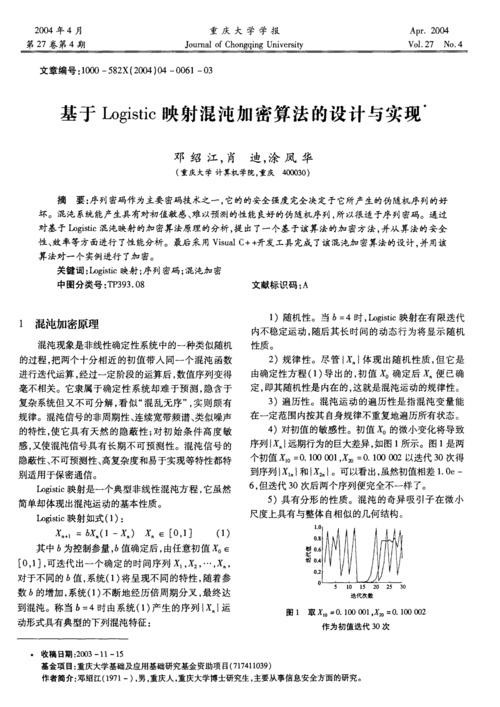 2004 年 4 月
重 庆 大 学 学 报
Apr. 2004
第 27 卷第 4 期
Journal of Chongqing University
Vol. 27 No. 4
文章编号:1000 - 582X(2004)04 - 0061 - 03
基于 Logistic 映射混沌加密算法的设计与实现*
邓 绍 江,肖 迪,涂 凤 华
(重庆大学 计算机学院,重庆 400030)
摘 要:序列密码作为主要密码技术之一,它的安全强度完全决定于它所产生的伪随机序列的好
坏。混沌系统能产生具有对初值敏感、难以预测的性能良好的伪随机序列,所以很适于序列密码。通过
对基于 Logistic 混沌映射的加密算法原理的分析,提出了一个基于该算法的加密方法,并从算法的安全
性、效率等方面进行了性能分析。最后采用 Visual C++开发工具完成了该混沌加密算法的设计,并用该
算法对一个实例进行了加密。
关键词:Logistic 映射;序列密码;混沌加密
中图分类号:TP393.08
文献标识码:A
1 混沌加密原理
混沌现象是非线性确定性系统中的一种类似随机
的过程,把两个十分相近的初值带入同一个混沌函数
进行迭代运算,经过一定阶段的运算后,数值序列变得
毫不相关。它隶属于确定性系统却难于预测,隐含于
复杂系统但又不可分解,看似“混乱无序”,实则颇有
规律。混沌信号的非周期性、连续宽带频谱、类似噪声
的特性,使它具有天然的隐蔽性;对初始条件高度敏
感,又使混沌信号具有长期不可预测性。混沌信号的
隐蔽性、不可预测性、高复杂度和易于实现等特性都特
别适用于保密通信。
Logistic 映射是一个典型非线性混沌方程,它虽然
简单却体现出混沌运动的基本性质。
Logistic 映射如式(1):
Xₙ₊₁ = bXₙ(1 - Xₙ) Xₙ ∈ [0,1] (1)
其中 b 为控制参量,b 值确定后,由任意初值 X₀ ∈
[0,1],可迭代出一个确定的时间序列 X₁,X₂,⋯,Xₙ,
对于不同的 b 值,系统(1)将呈现不同的特性,随着参
数 b 的增加,系统(1)不断地经历倍周期分叉,最终达
到混沌。称当 b = 4 时由系统(1)产生的序列{Xₙ}运
动形式具有典型的下列混沌特征:
1) 随机性。当 b = 4 时,Logistic 映射在有限迭代
内不稳定运动,随后其长时间的动态行为将显示随机
性质。
2) 规律性。尽管{Xₙ}体现出随机性质,但它是
由确定性方程(1)导出的,初值 X₀ 确定后 Xₙ 便已确
定,即其随机性是内在的,这就是混沌运动的规律性。
3) 遍历性。混沌运动的遍历性是指混沌变量能
在一定范围内按其自身规律不重复地遍历所有状态。
4) 对初值的敏感性。初值 X₀ 的微小变化将导致
序列{Xₙ}远期行为的巨大差异,如图 1 所示。图 1 是两
个初值 X₁₀ = 0.100 001,X₂₀ = 0.100 002 以迭代 30 次得
到序列{X₁ₙ}和{X₂ₙ}。可以看出,虽然初值相差 1.0e -
6,但迭代 30 次后两个序列便完全不一样了。
5) 具有分形的性质。混沌的奇异吸引子在微小
尺度上具有与整体自相似的几何结构。
1.0
0.8
0.6
0.4
0.2
0
5 10 15 20 25 30
迭代次数
图 1 取 X₁₀ = 0.100 001,X₂₀ = 0.100 002
作为初值迭代 30 次
* 收稿日期:2003 - 11 - 15
基金项目:重庆大学基础及应用基础研究基金资助项目(717411039)
作者简介:邓绍江(1971 - ),男,重庆人,重庆大学博士研究生,主要从事信息安全方面的研究。